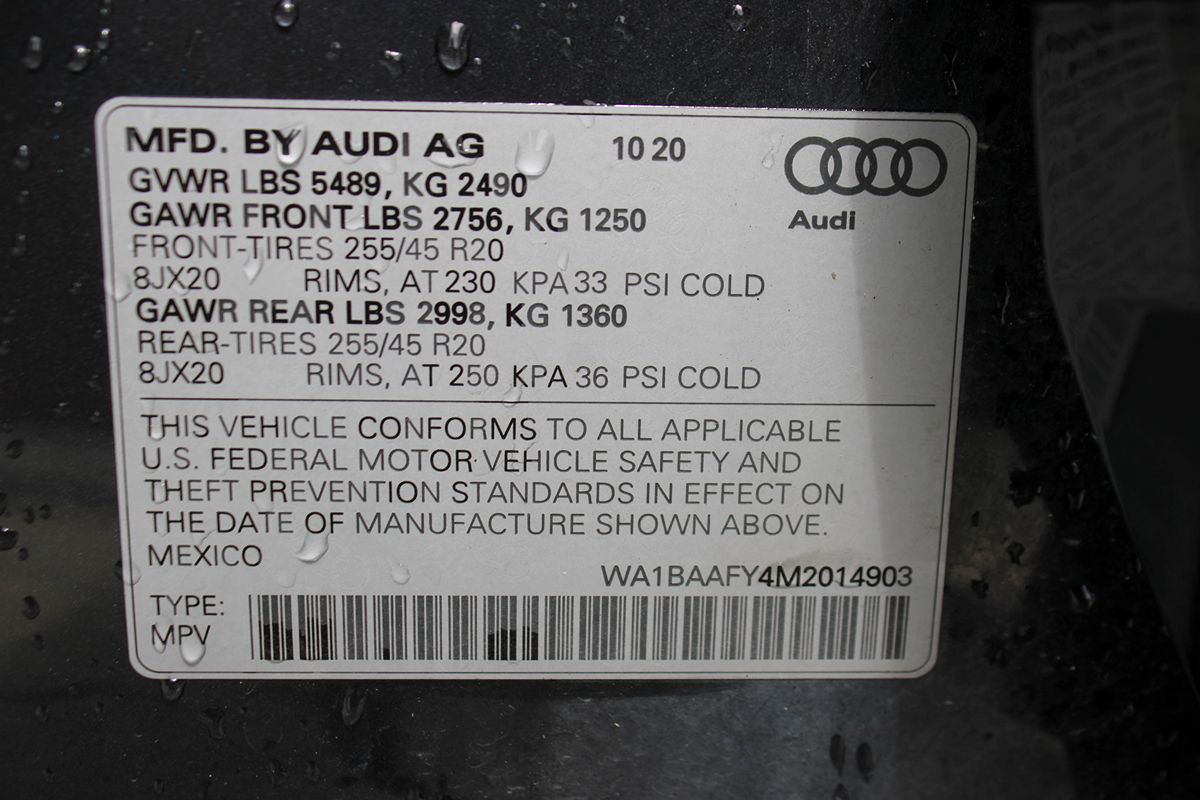 MFD. BY AUDI AG 10 20
GVWR LBS 5489, KG 2490
GAWR FRONT LBS 2756, KG 1250
Audi
FRONT-TIRES 255/45 R20
8JX20 RIMS, AT 230 KPA 33 PSI COLD
GAWR REAR LBS 2998, KG 1360
REAR-TIRES 255/45 R20
8JX20 RIMS, AT 250 KPA 36 PSI COLD
THIS VEHICLE CONFORMS TO ALL APPLICABLE
U.S. FEDERAL MOTOR VEHICLE SAFETY AND
THEFT PREVENTION STANDARDS IN EFFECT ON
THE DATE OF MANUFACTURE SHOWN ABOVE.
MEXICO
WA1BAAFY4M2014903
TYPE:
MPV